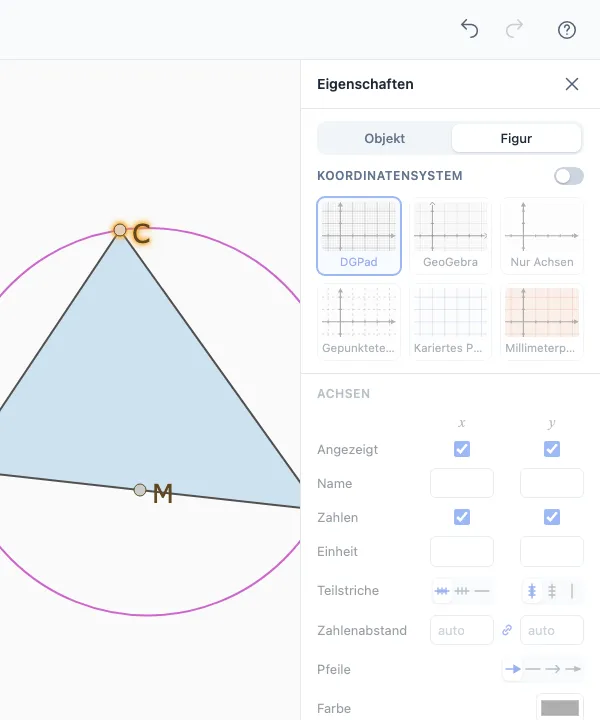 Eigenschaften
Objekt Figur
KOORDINATENSYSTEM
C
DGPad GeoGebra Nur Achsen
Gepunktete... Kariertes P... Millimeterp...
ACHSEN
x y
Angezeigt
Name
M
Zahlen
Einheit
Teilstriche
Zahlenabstand auto auto
Pfeile
Farbe